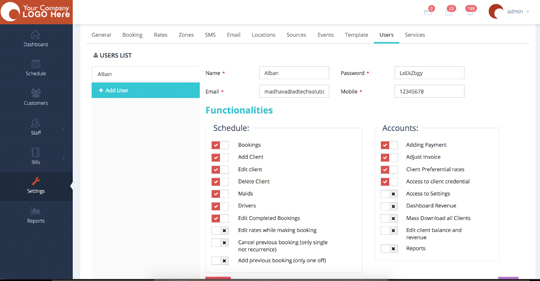 Your Company
LOGO Here
6
23
admin
Dashboard
Schedule
Customers
Staff
Bills
Settings
Reports
General Booking Rates Zones SMS Email Locations Sources Events Template Users Services
USERS LIST
Alban
+ Add User
Name * Alban Password * LxEkZbgy
Email * madhava@adtechsolutic Mobile * 12345678
Functionalities
Schedule:
Bookings
Add Client
Edit client
Delete Client
Maids
Drivers
Edit Completed Bookings
Edit rates while making booking
Cancel previous booking (only single
not recurrence)
Add previous booking (only one off)
Accounts:
Adding Payment
Adjust Invoice
Client Preferential rates
Access to client credential
Access to Settings
Dashboard Revenue
Mass Download all Clients
Edit client balance and
revenue
Reports